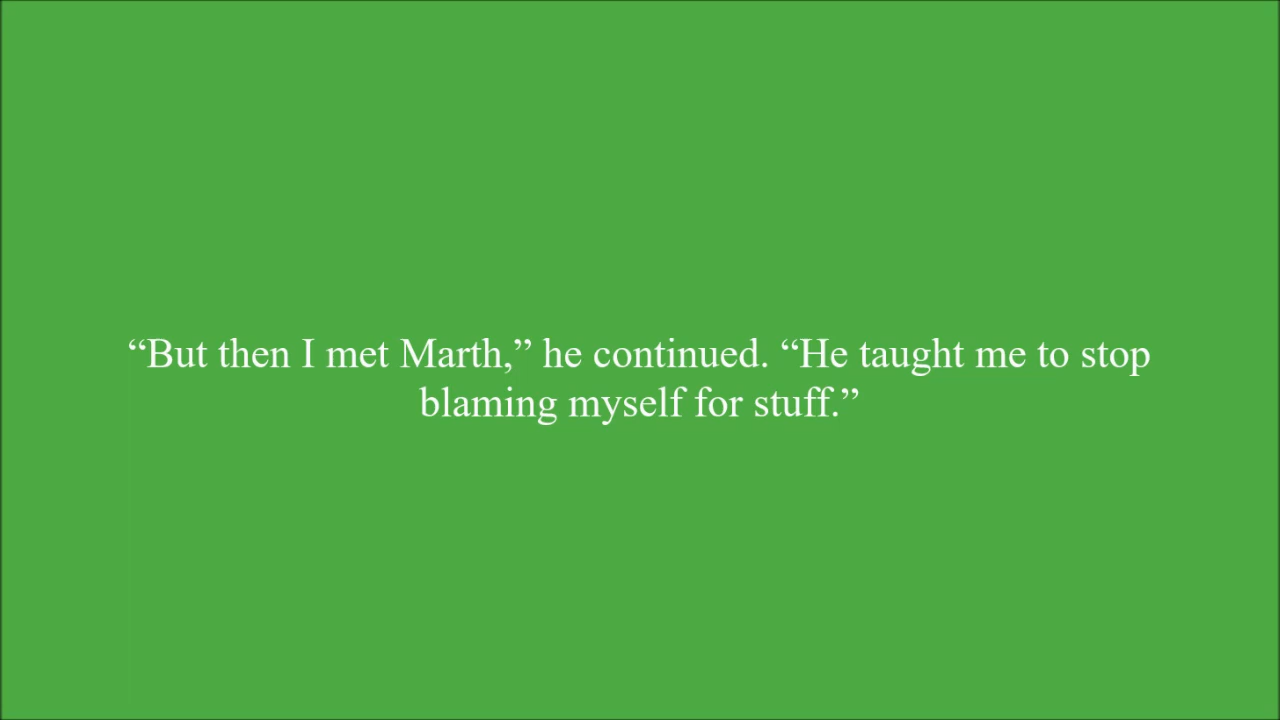 “But then I met Marth,” he continued. “He taught me to stop
blaming myself for stuff.”